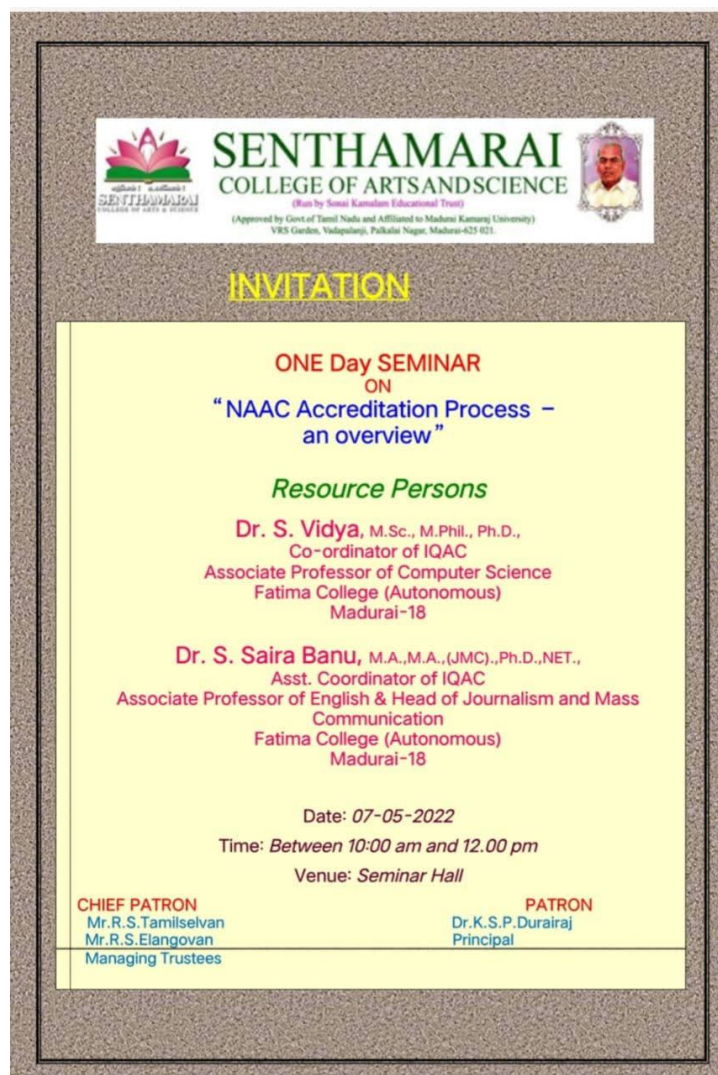 SENTHAMARAI
COLLEGE OF ARTS AND SCIENCE
(Run by Sonai Kamalam Educational Trust)
(Approved by Govt.of Tamil Nadu and Affiliated to Madurai Kamaraj University)
VRS Garden, Vadapalanji, Palkalai Nagar, Madurai-625 021.
SENTHAMARAI
COLLEGE OF ARTS & SCIENCE
INVITATION
ONE Day SEMINAR
ON
“NAAC Accreditation Process –
an overview”
Resource Persons
Dr. S. Vidya, M.Sc., M.Phil., Ph.D.,
Co-ordinator of IQAC
Associate Professor of Computer Science
Fatima College (Autonomous)
Madurai-18
Dr. S. Saira Banu, M.A.,M.A.,(JMC).,Ph.D.,NET.,
Asst. Coordinator of IQAC
Associate Professor of English & Head of Journalism and Mass
Communication
Fatima College (Autonomous)
Madurai-18
Date: 07-05-2022
Time: Between 10:00 am and 12.00 pm
Venue: Seminar Hall
CHIEF PATRON
Mr.R.S.Tamilselvan
Mr.R.S.Elangovan
Managing Trustees
PATRON
Dr.K.S.P.Durairaj
Principal